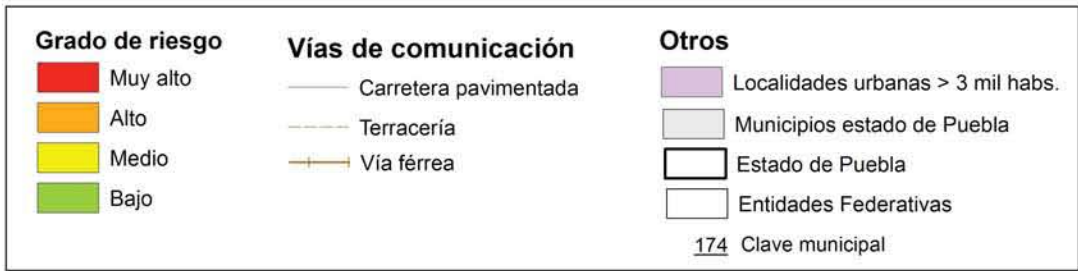 Grado de riesgo
Muy alto
Alto
Medio
Bajo
Vías de comunicación
Carretera pavimentada
Terracería
Vía férrea
Otros
Localidades urbanas > 3 mil habs.
Municipios estado de Puebla
Estado de Puebla
Entidades Federativas
174 Clave municipal